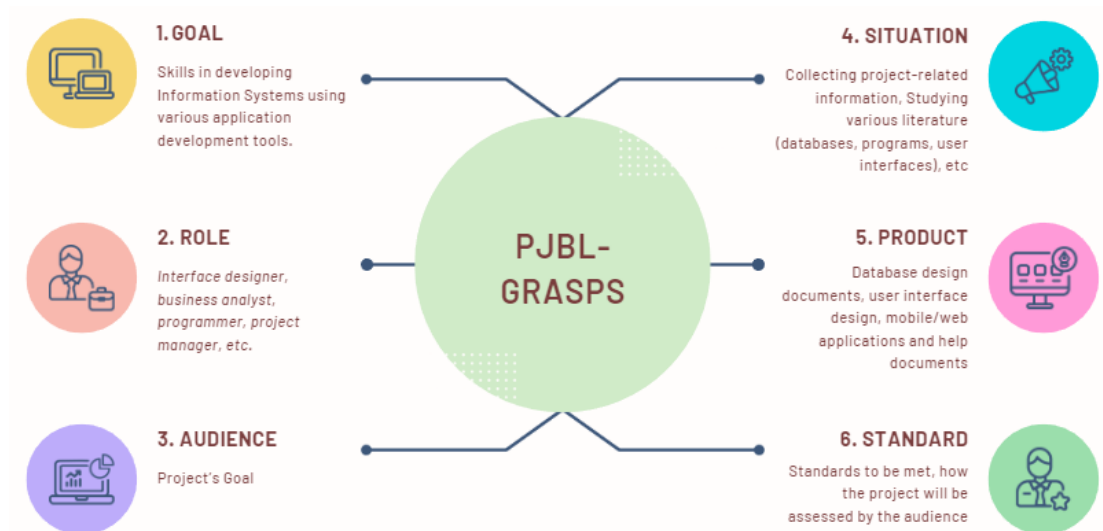 1. GOAL
Skills in developing
Information Systems using
various application
development tools.
2. ROLE
Interface designer,
business analyst,
programmer, project
manager, etc.
3. AUDIENCE
Project's Goal
PJBL-
GRASPS
4. SITUATION
Collecting project-related
information, Studying
various literature
(databases, programs, user
interfaces), etc
5. PRODUCT
Database design
documents, user interface
design, mobile/web
applications and help
documents
6. STANDARD
Standards to be met, how
the project will be
assessed by the audience